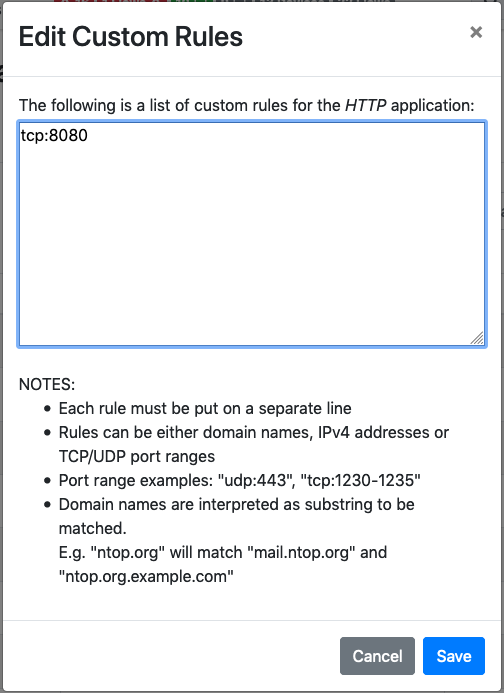 Edit Custom Rules ×
The following is a list of custom rules for the HTTP application:
tcp:8080
NOTES:
• Each rule must be put on a separate line
• Rules can be either domain names, IPv4 addresses or
TCP/UDP port ranges
• Port range examples: "udp:443", "tcp:1230-1235"
• Domain names are interpreted as substring to be
matched.
E.g. "ntop.org" will match "mail.ntop.org" and
"ntop.org.example.com"
Cancel Save